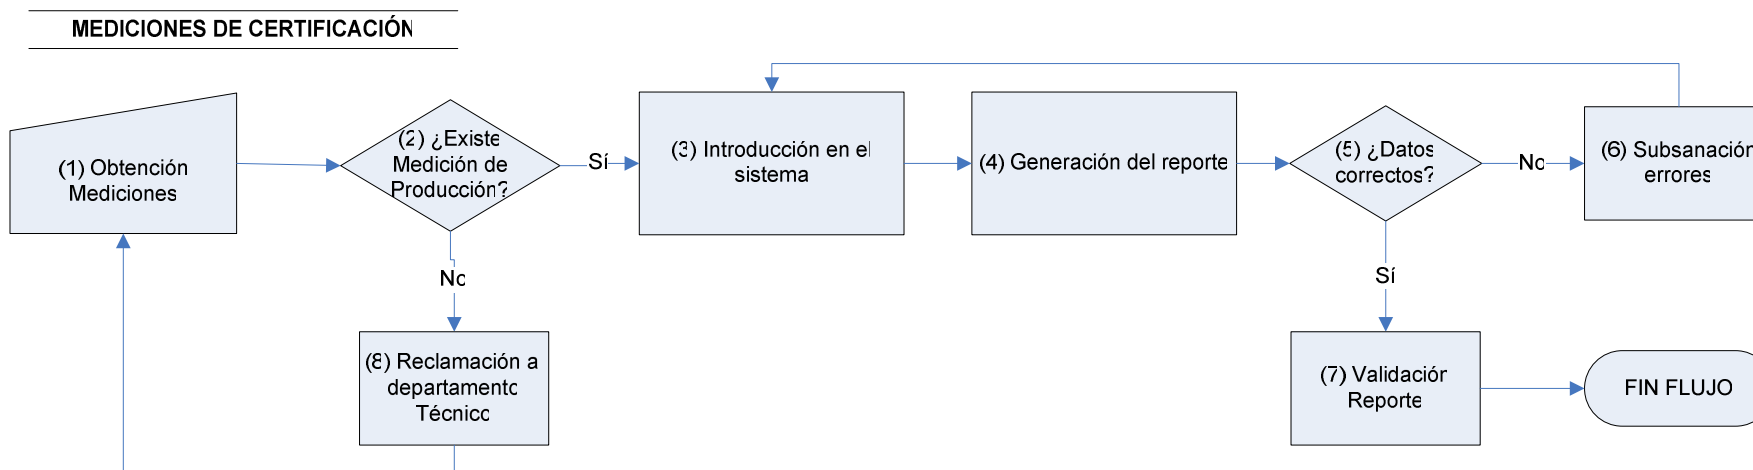 MEDICIONES DE CERTIFICACIÓN
(1) Obtención
Mediciones
(2) ¿Existe
Medición de
Producción?
Sí
(3) Introducción en el
sistema
(4) Generación del reporte
(5) ¿Datos
correctos?
No
(6) Subsanación
errores
No
Sí
(8) Reclamación a
departamento
Técnico
(7) Validación
Reporte
FIN FLUJO